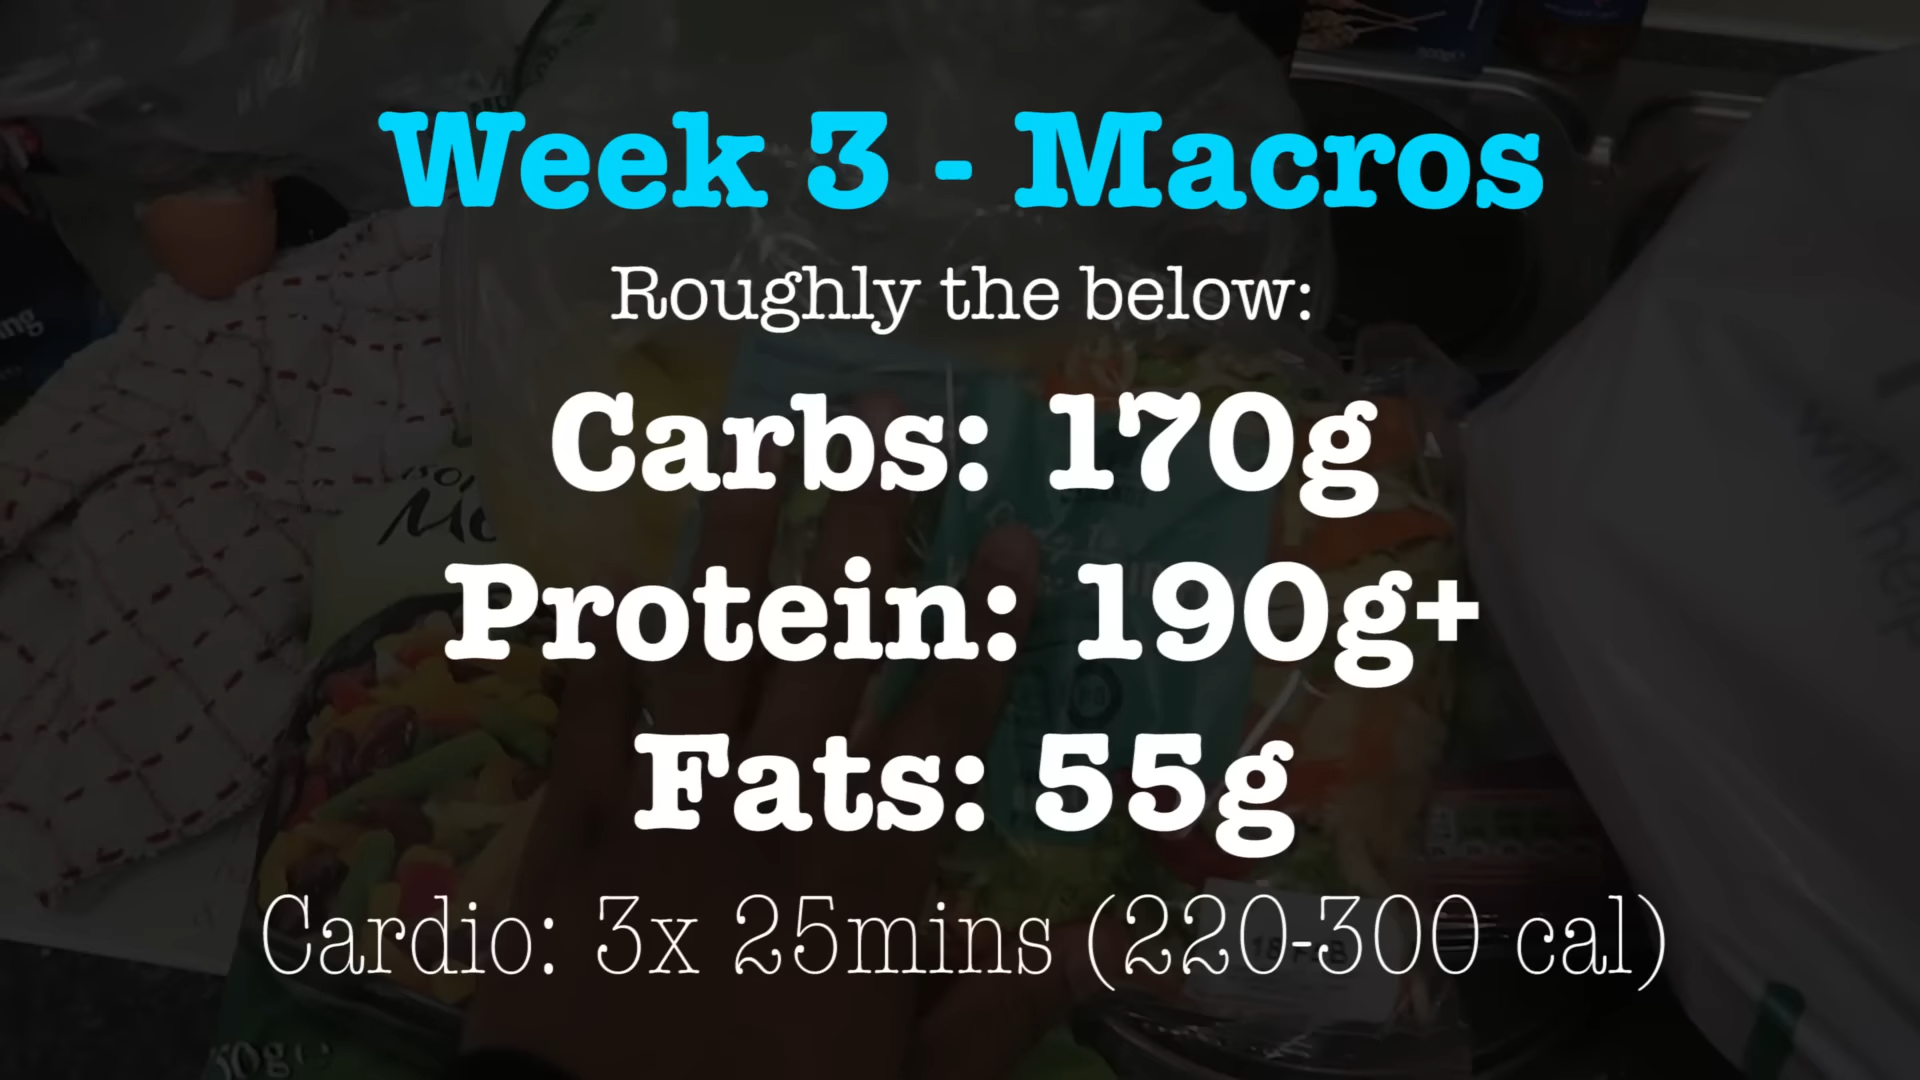 Week 3 - Macros
Roughly the below:
Carbs: 170g
Protein: 190g+
Fats: 55g
Cardio: 3x 25mins (220-300 cal)